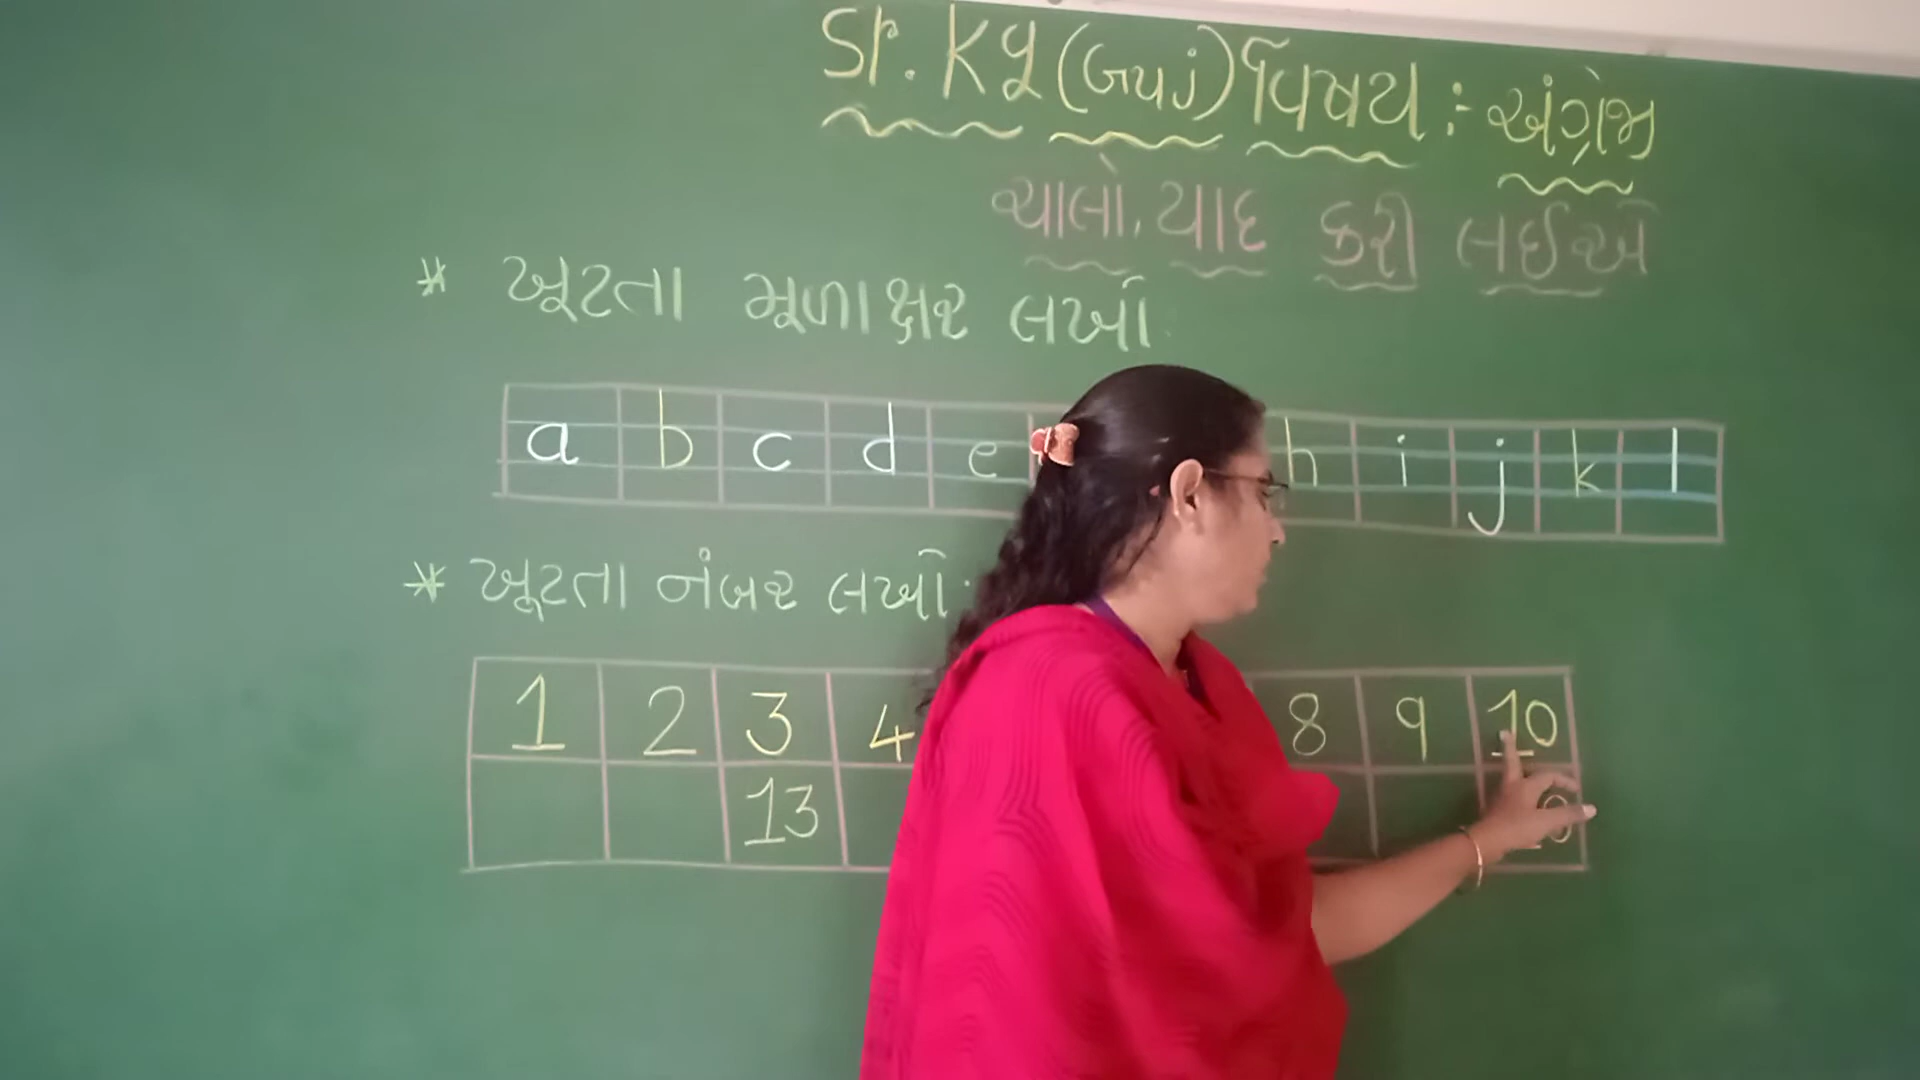 Sr. Kg (Guj) વિષય :- અંગ્રેજી
ચાલો, યાદ કરી લઈએ
* ખૂટતા મૂળાક્ષર લખો.
a b c d e h i j k l
* ખૂટતા નંબર લખો.
1 2 3 4 8 9 10
13